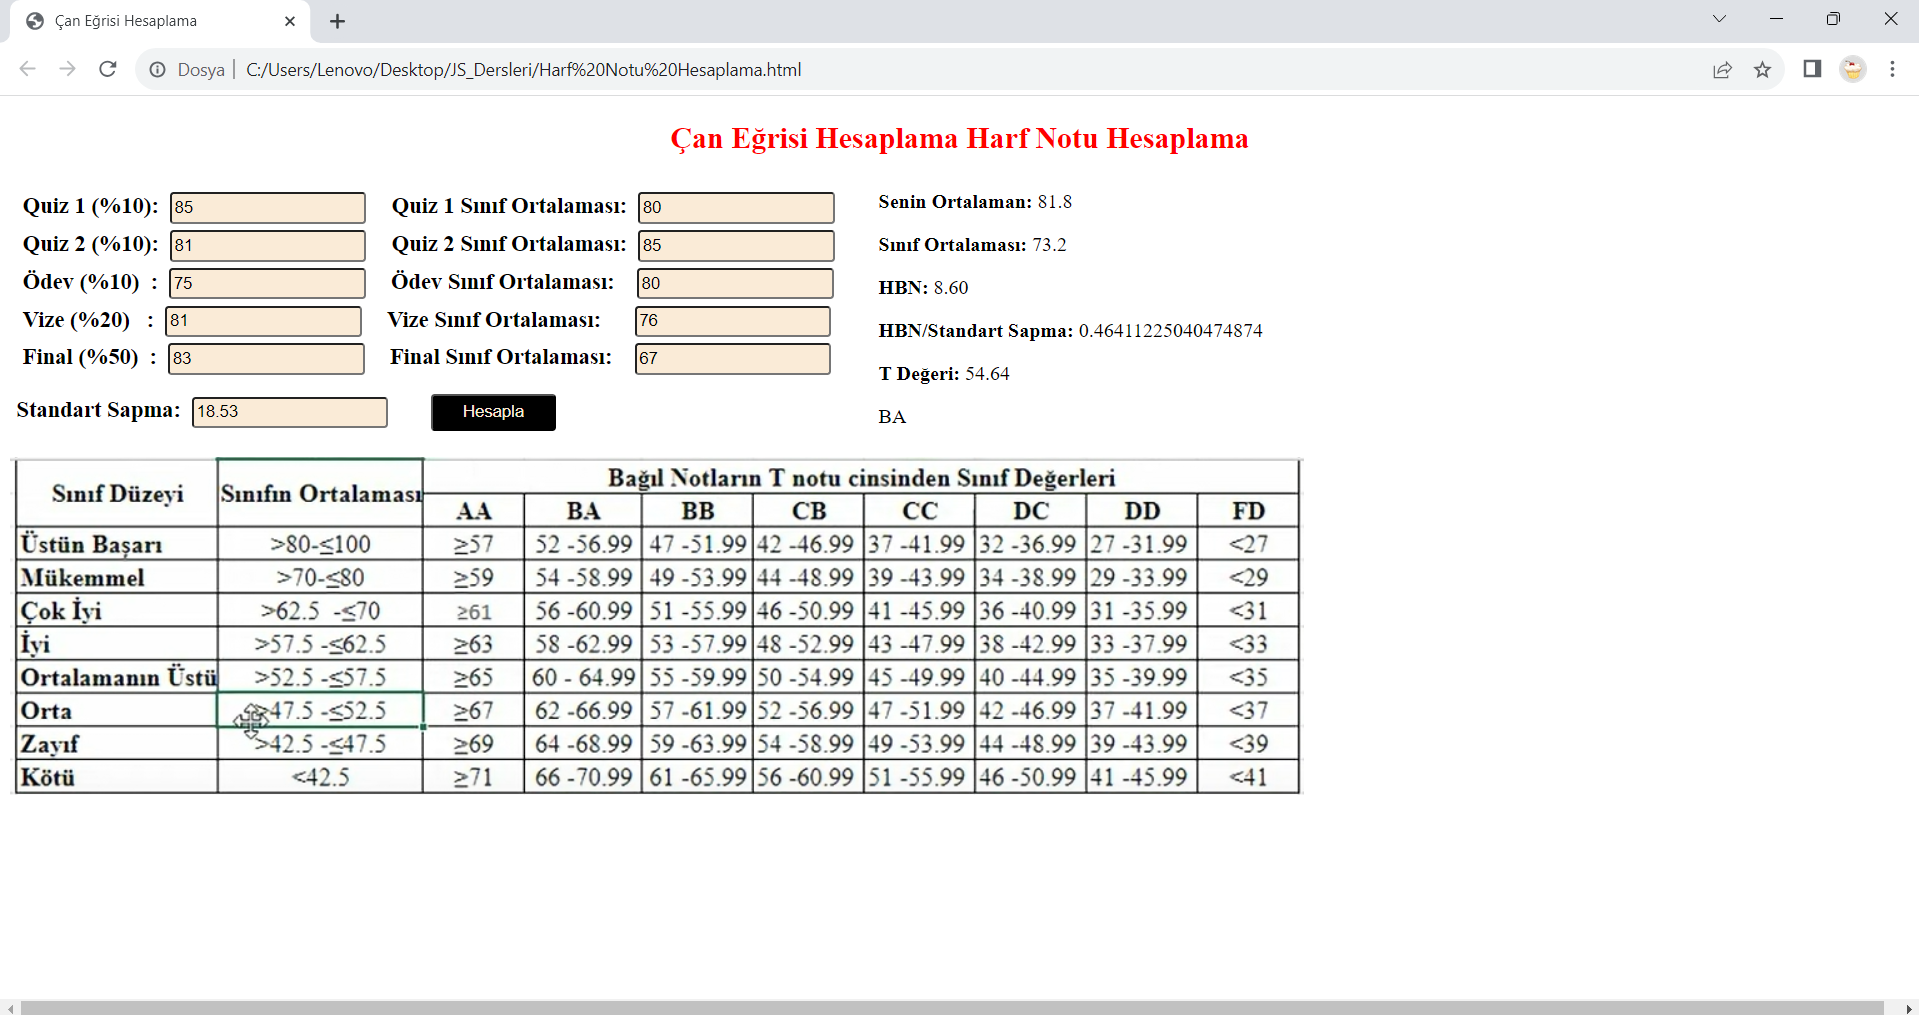 Çan Eğrisi Hesaplama
Dosya | C:/Users/Lenovo/Desktop/JS_Dersleri/Harf%20Notu%20Hesaplama.html
Çan Eğrisi Hesaplama Harf Notu Hesaplama
Quiz 1 (%10): 85 Quiz 1 Sınıf Ortalaması: 80
Quiz 2 (%10): 81 Quiz 2 Sınıf Ortalaması: 85
Ödev (%10) : 75 Ödev Sınıf Ortalaması: 80
Vize (%20) : 81 Vize Sınıf Ortalaması: 76
Final (%50) : 83 Final Sınıf Ortalaması: 67
Standart Sapma: 18.53 Hesapla
Senin Ortalaman: 81.8
Sınıf Ortalaması: 73.2
HBN: 8.60
HBN/Standart Sapma: 0.46411225040474874
T Değeri: 54.64
BA
Sınıf Düzeyi Sınıfın Ortalaması Bağıl Notların T notu cinsinden Sınıf Değerleri
AA BA BB CB CC DC DD FD
Üstün Başarı >80-≤100 ≥57 52 -56.99 47 -51.99 42 -46.99 37 -41.99 32 -36.99 27 -31.99 <27
Mükemmel >70-≤80 ≥59 54 -58.99 49 -53.99 44 -48.99 39 -43.99 34 -38.99 29 -33.99 <29
Çok İyi >62.5 -≤70 ≥61 56 -60.99 51 -55.99 46 -50.99 41 -45.99 36 -40.99 31 -35.99 <31
İyi >57.5 -≤62.5 ≥63 58 -62.99 53 -57.99 48 -52.99 43 -47.99 38 -42.99 33 -37.99 <33
Ortalamanın Üstü >52.5 -≤57.5 ≥65 60 - 64.99 55 -59.99 50 -54.99 45 -49.99 40 -44.99 35 -39.99 <35
Orta >47.5 -≤52.5 ≥67 62 -66.99 57 -61.99 52 -56.99 47 -51.99 42 -46.99 37 -41.99 <37
Zayıf >42.5 -≤47.5 ≥69 64 -68.99 59 -63.99 54 -58.99 49 -53.99 44 -48.99 39 -43.99 <39
Kötü <42.5 ≥71 66 -70.99 61 -65.99 56 -60.99 51 -55.99 46 -50.99 41 -45.99 <41